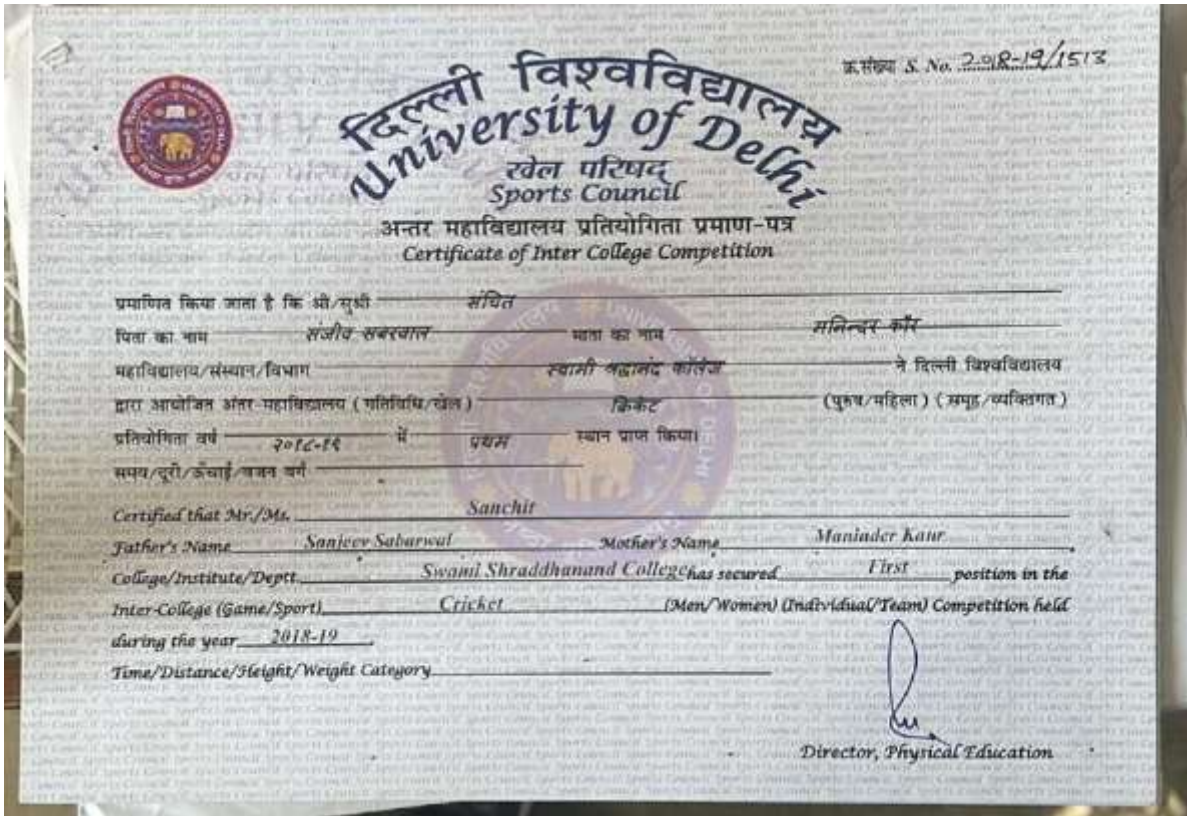 क्र.संख्या S. No. 2018-19/1513
दिल्ली विश्वविद्यालय
University of Delhi
खेल परिषद्
Sports Council
अन्तर महाविद्यालय प्रतियोगिता प्रमाण-पत्र
Certificate of Inter College Competition
प्रमाणित किया जाता है कि श्री/सुश्री संचित
पिता का नाम संजीव सबरवाल माता का नाम मनिन्दर कौर
महाविद्यालय/संस्थान/विभाग स्वामी श्रद्धानंद कॉलेज ने दिल्ली विश्वविद्यालय
द्वारा आयोजित अंतर-महाविद्यालय (गतिविधि/खेल) क्रिकेट (पुरुष/महिला) (समूह/व्यक्तिगत)
प्रतियोगिता वर्ष २०१८-१९ में प्रथम स्थान प्राप्त किया।
समय/दूरी/ऊँचाई/वजन वर्ग
Certified that Mr./Ms. Sanchit
Father's Name Sanjeev Sabarwal Mother's Name Maninder Kaur
College/Institute/Deptt. Swami Shraddhanand College has secured First position in the
Inter-College (Game/Sport) Cricket (Men/Women) (Individual/Team) Competition held
during the year 2018-19.
Time/Distance/Height/Weight Category
Director, Physical Education